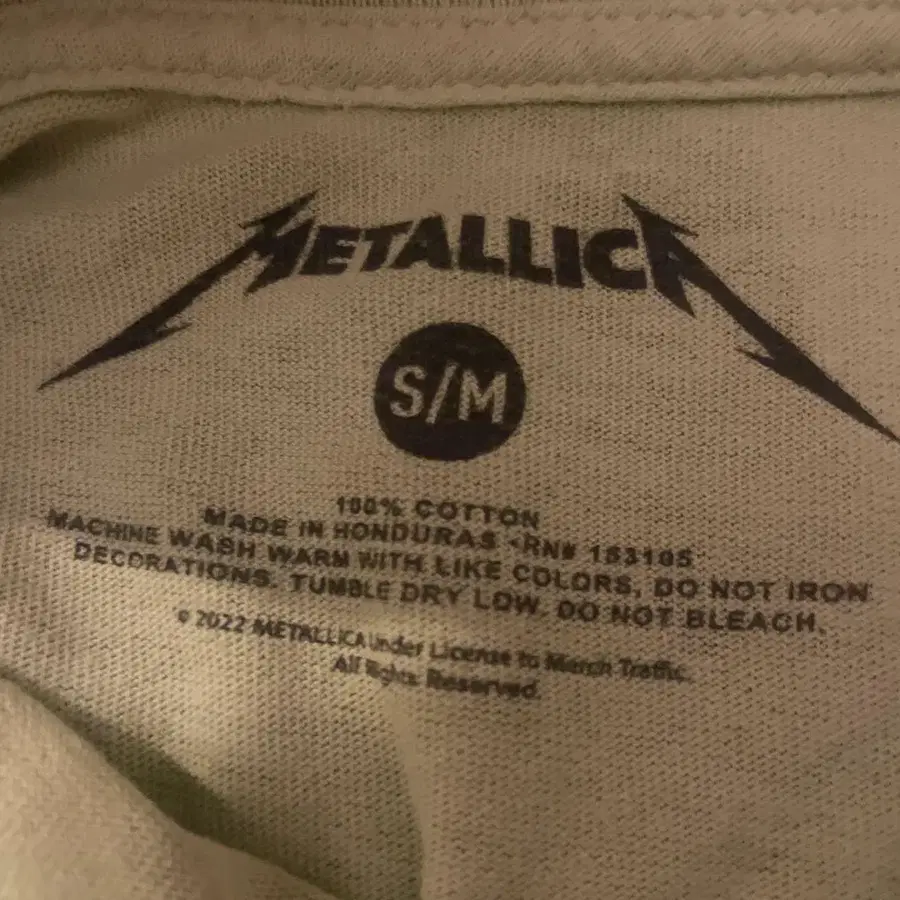 METALLICA
S/M
100% COTTON
MADE IN HONDURAS •RN# 153105
MACHINE WASH WARM WITH LIKE COLORS, DO NOT IRON
DECORATIONS. TUMBLE DRY LOW. DO NOT BLEACH.
© 2022 METALLICA Under License to Merch Traffic.
All Rights Reserved.